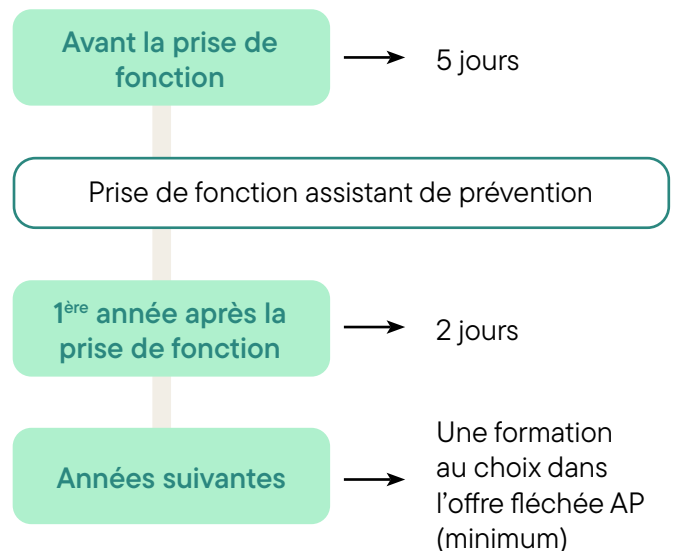 Avant la prise de
fonction
5 jours
Prise de fonction assistant de prévention
1ère année après la
prise de fonction
2 jours
Années suivantes
Une formation
au choix dans
l’offre fléchée AP
(minimum)